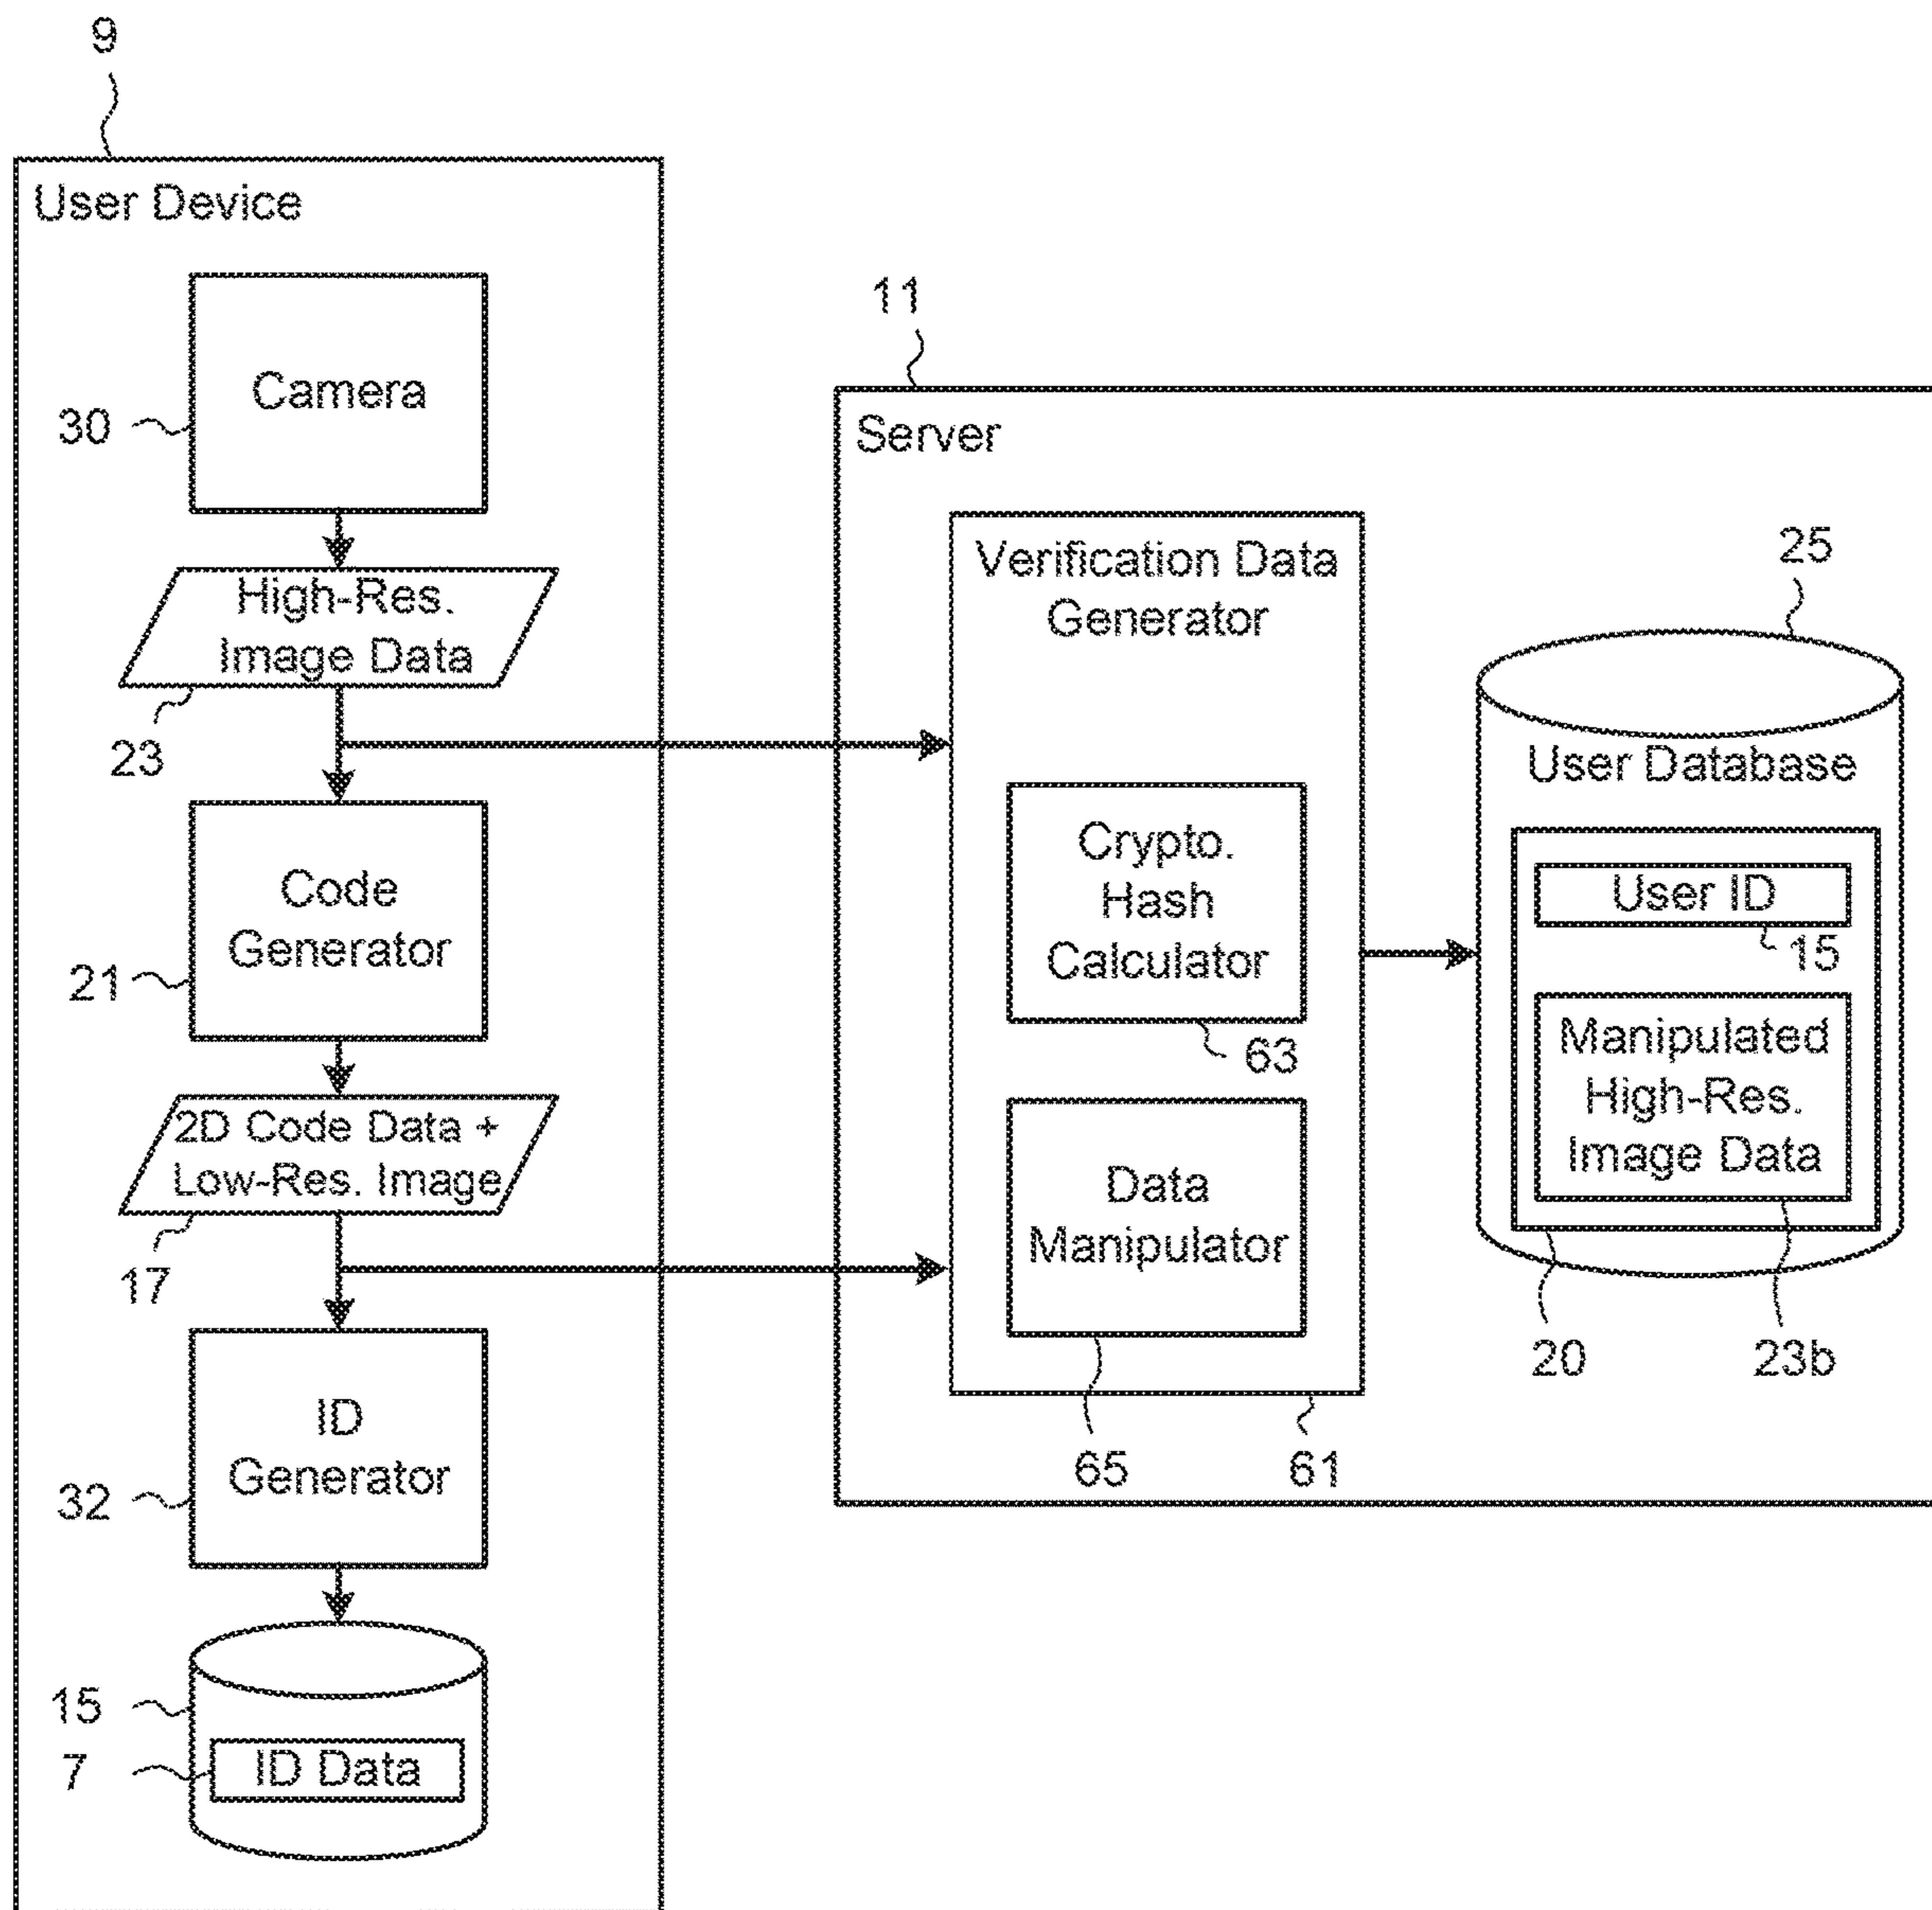 9
User Device
Camera
30
High-Res.
Image Data
23
Code
Generator
21
2D Code Data +
Low-Res. Image
17
ID
Generator
32
15
7
ID Data
11
Server
Verification Data
Generator
Crypto.
Hash
Calculator
63
Data
Manipulator
65
61
25
User Database
User ID
15
Manipulated
High-Res.
Image Data
20
23b